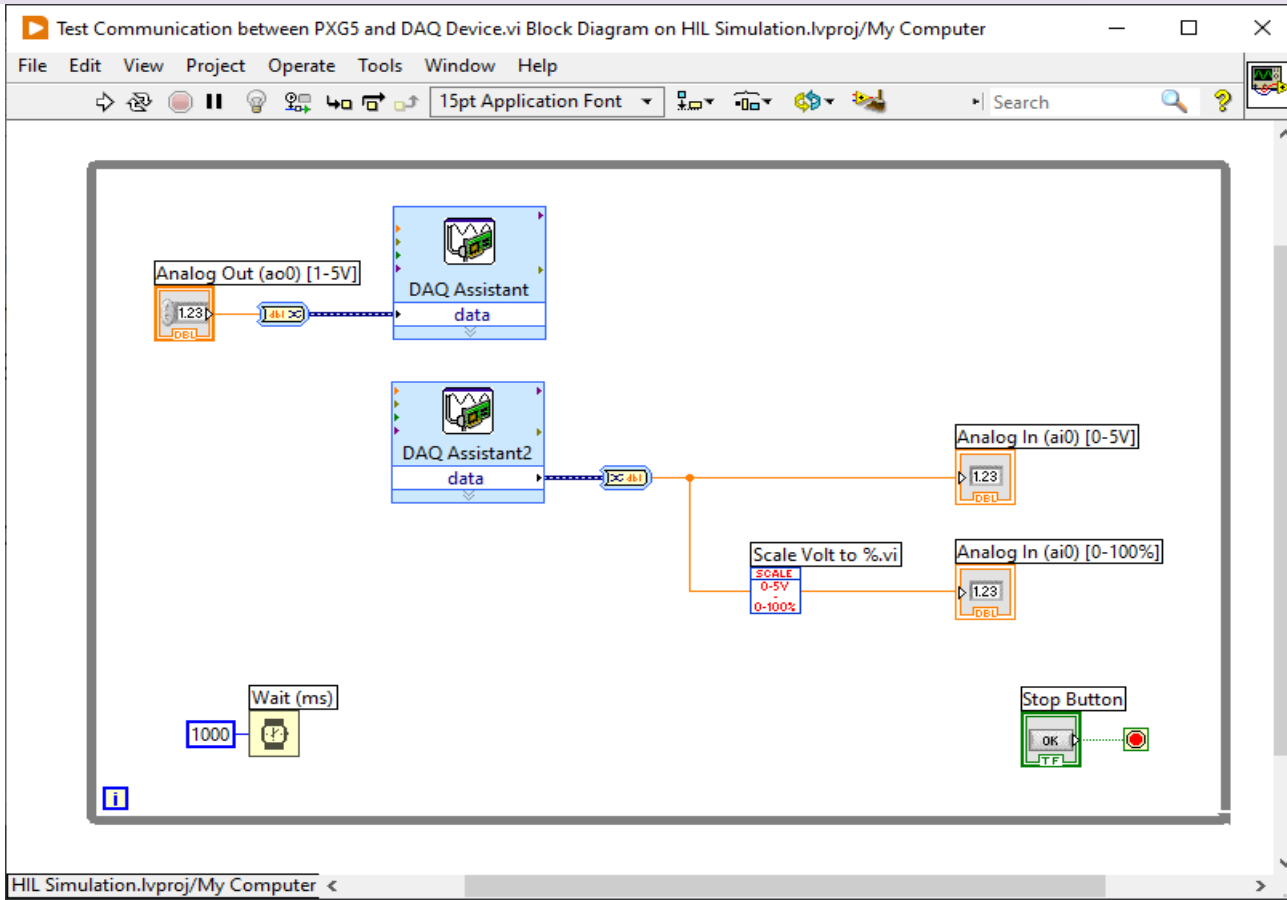 Test Communication between PXG5 and DAQ Device.vi Block Diagram on HIL Simulation.lvproj/My Computer
File Edit View Project Operate Tools Window Help
15pt Application Font
Search
Analog Out (ao0) [1-5V]
1.23
DBL
dbl
DAQ Assistant
data
DAQ Assistant2
data
dbl
Analog In (ai0) [0-5V]
1.23
DBL
Scale Volt to %.vi
SCALE
0-5V
-
0-100%
Analog In (ai0) [0-100%]
1.23
DBL
Wait (ms)
1000
Stop Button
OK
TF
i
HIL Simulation.lvproj/My Computer